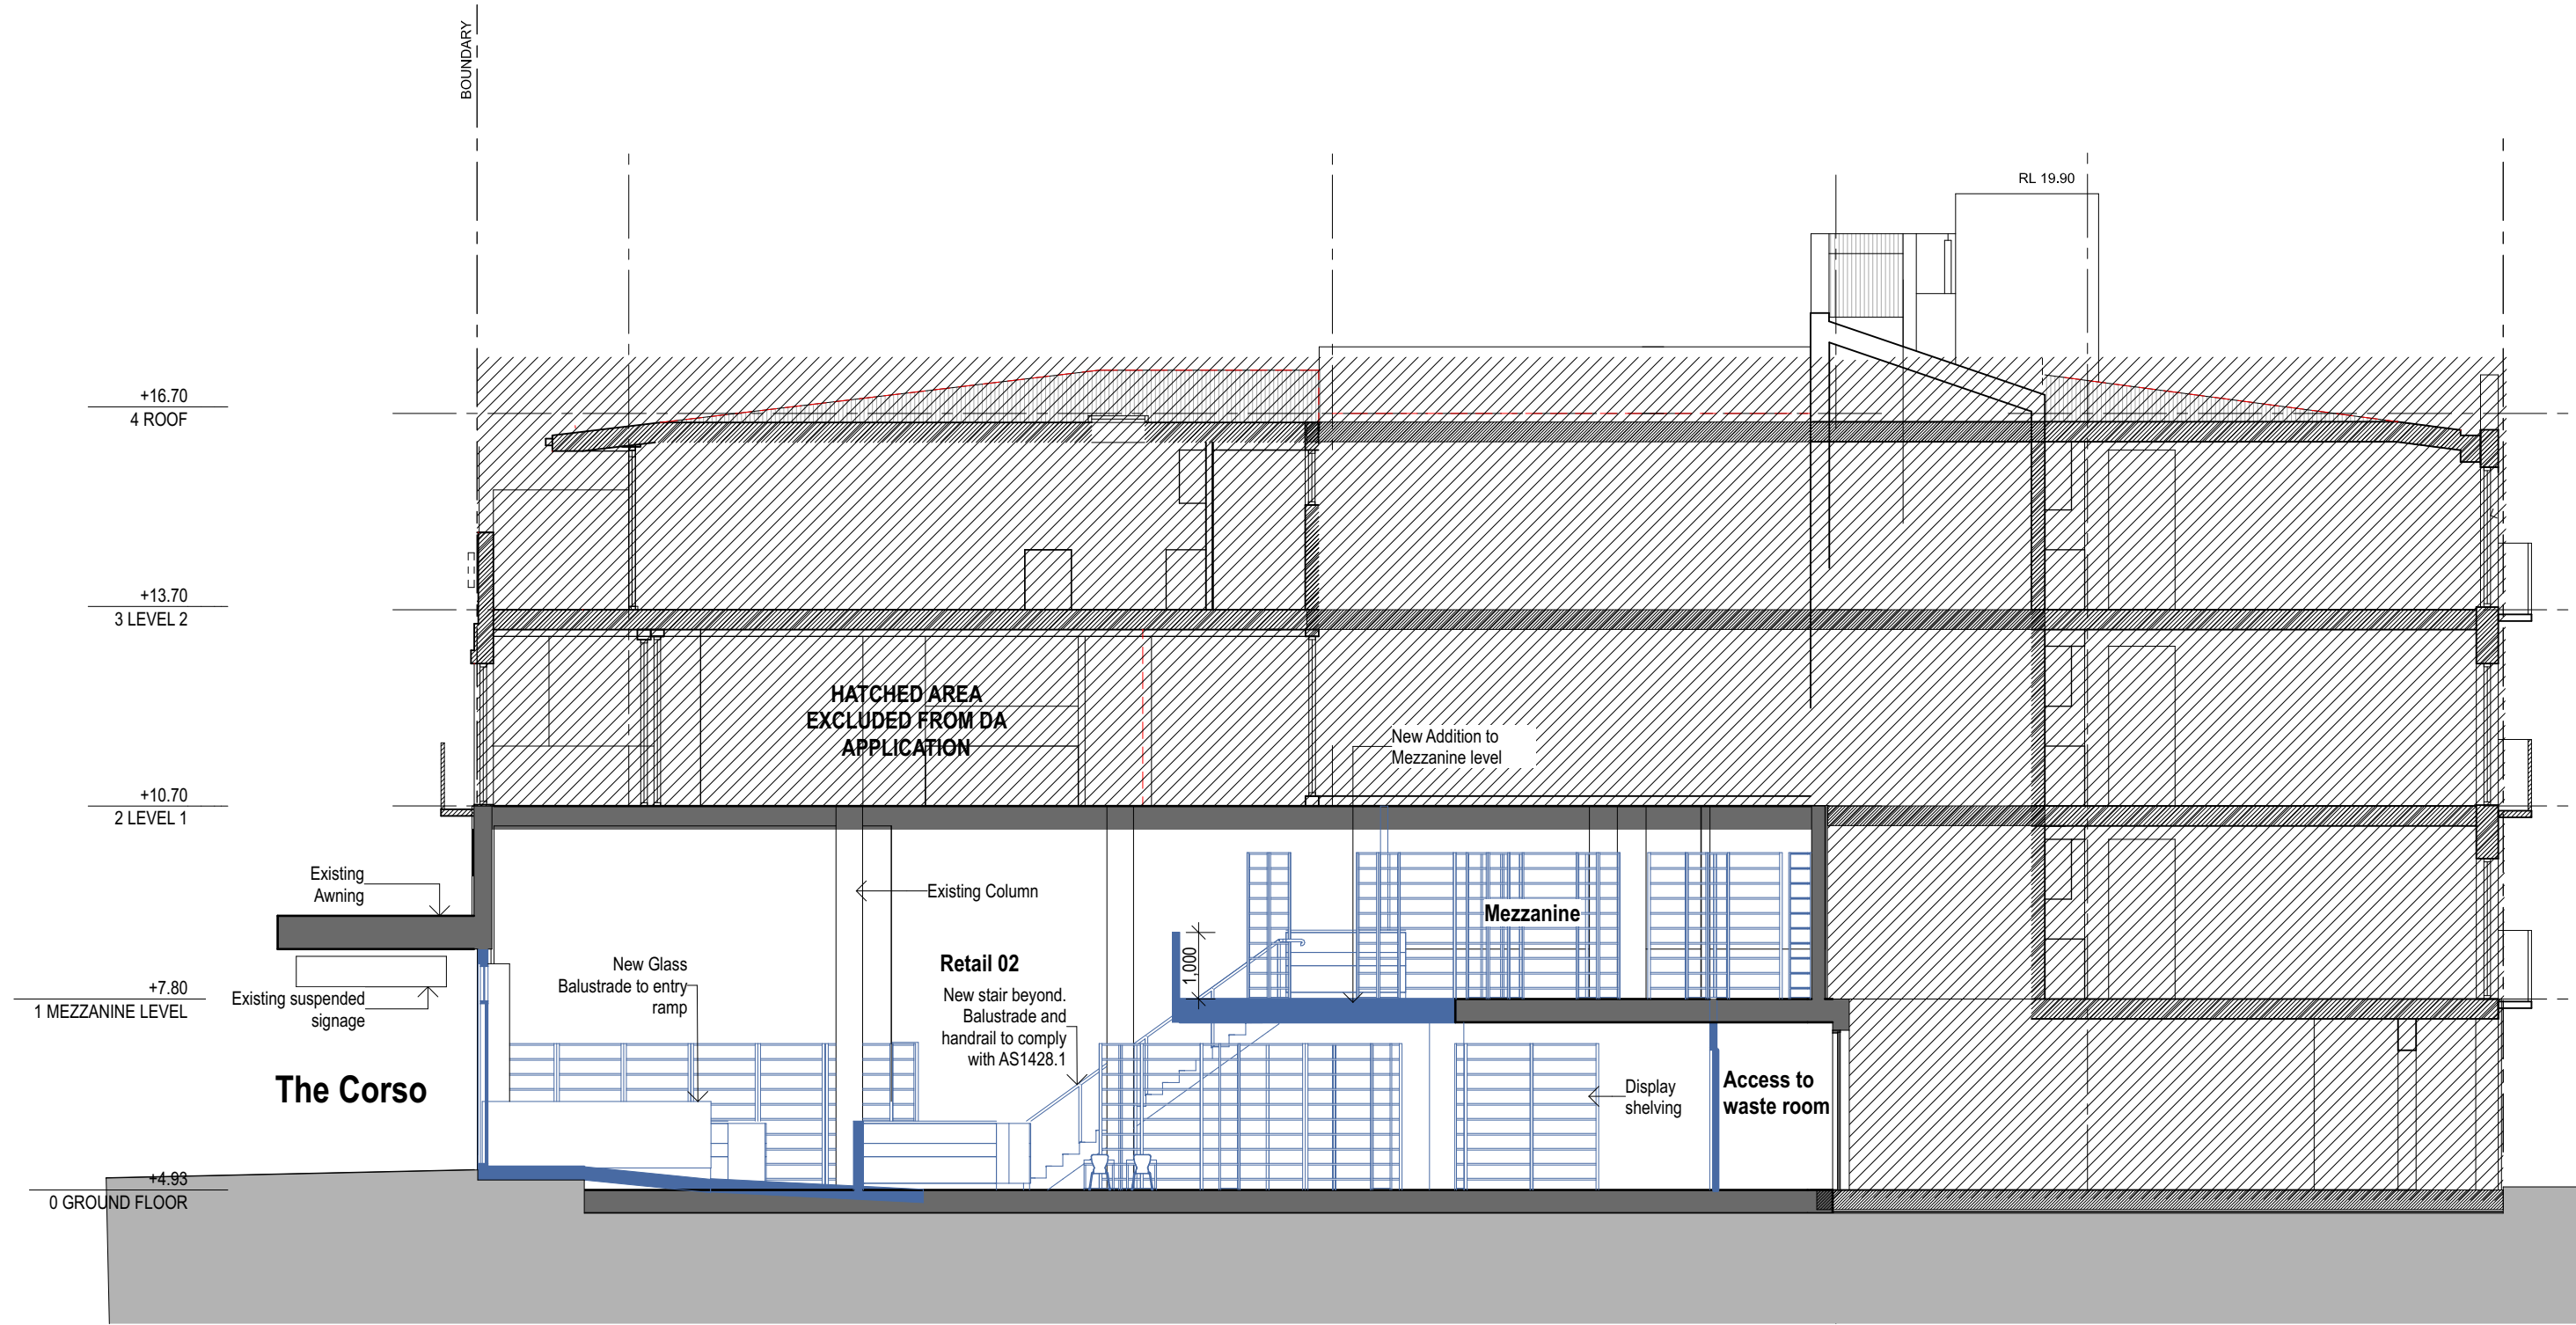 BOUNDARY
RL 19.90
+16.70
4 ROOF
+13.70
3 LEVEL 2
HATCHED AREA
EXCLUDED FROM DA
APPLICATION
New Addition to
Mezzanine level
+10.70
2 LEVEL 1
Existing
Awning
Existing Column
Mezzanine
1,000
Retail 02
New Glass
Balustrade to entry
ramp
New stair beyond.
Balustrade and
handrail to comply
with AS1428.1
+7.80
1 MEZZANINE LEVEL
Existing suspended
signage
The Corso
Display
shelving
Access to
waste room
+4.93
0 GROUND FLOOR